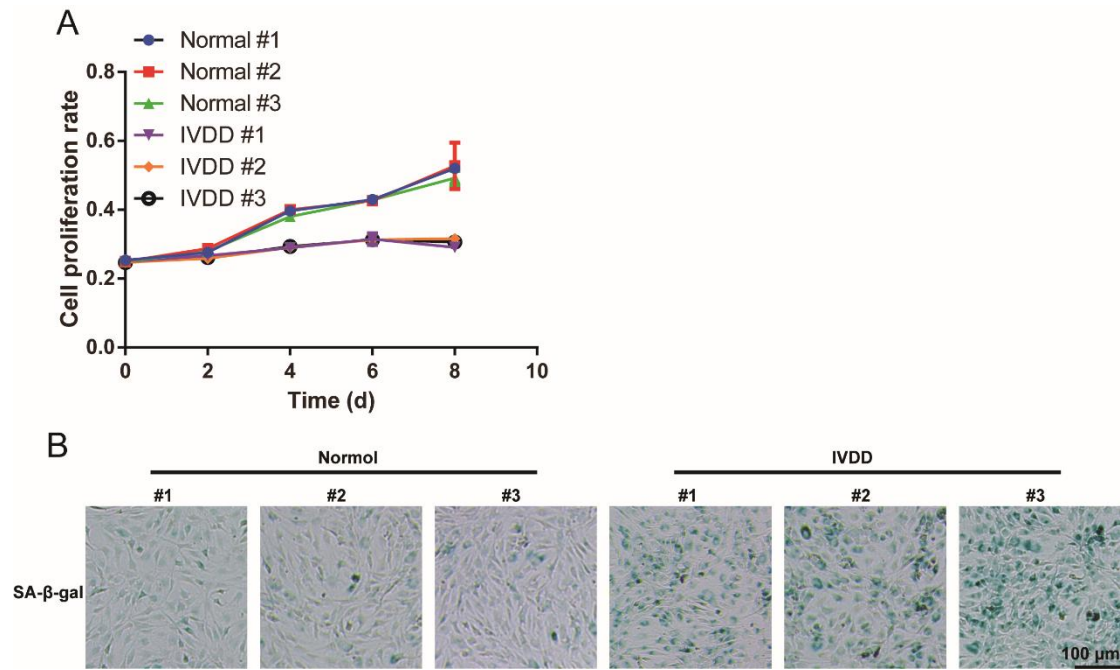 A
Normal #1
Normal #2
Normal #3
IVDD #1
IVDD #2
IVDD #3
0.8
0.6
0.4
0.2
0.0
Cell proliferation rate
0 2 4 6 8 10
Time (d)
B
Normol IVDD
#1 #2 #3 #1 #2 #3
SA-β-gal
100 μm